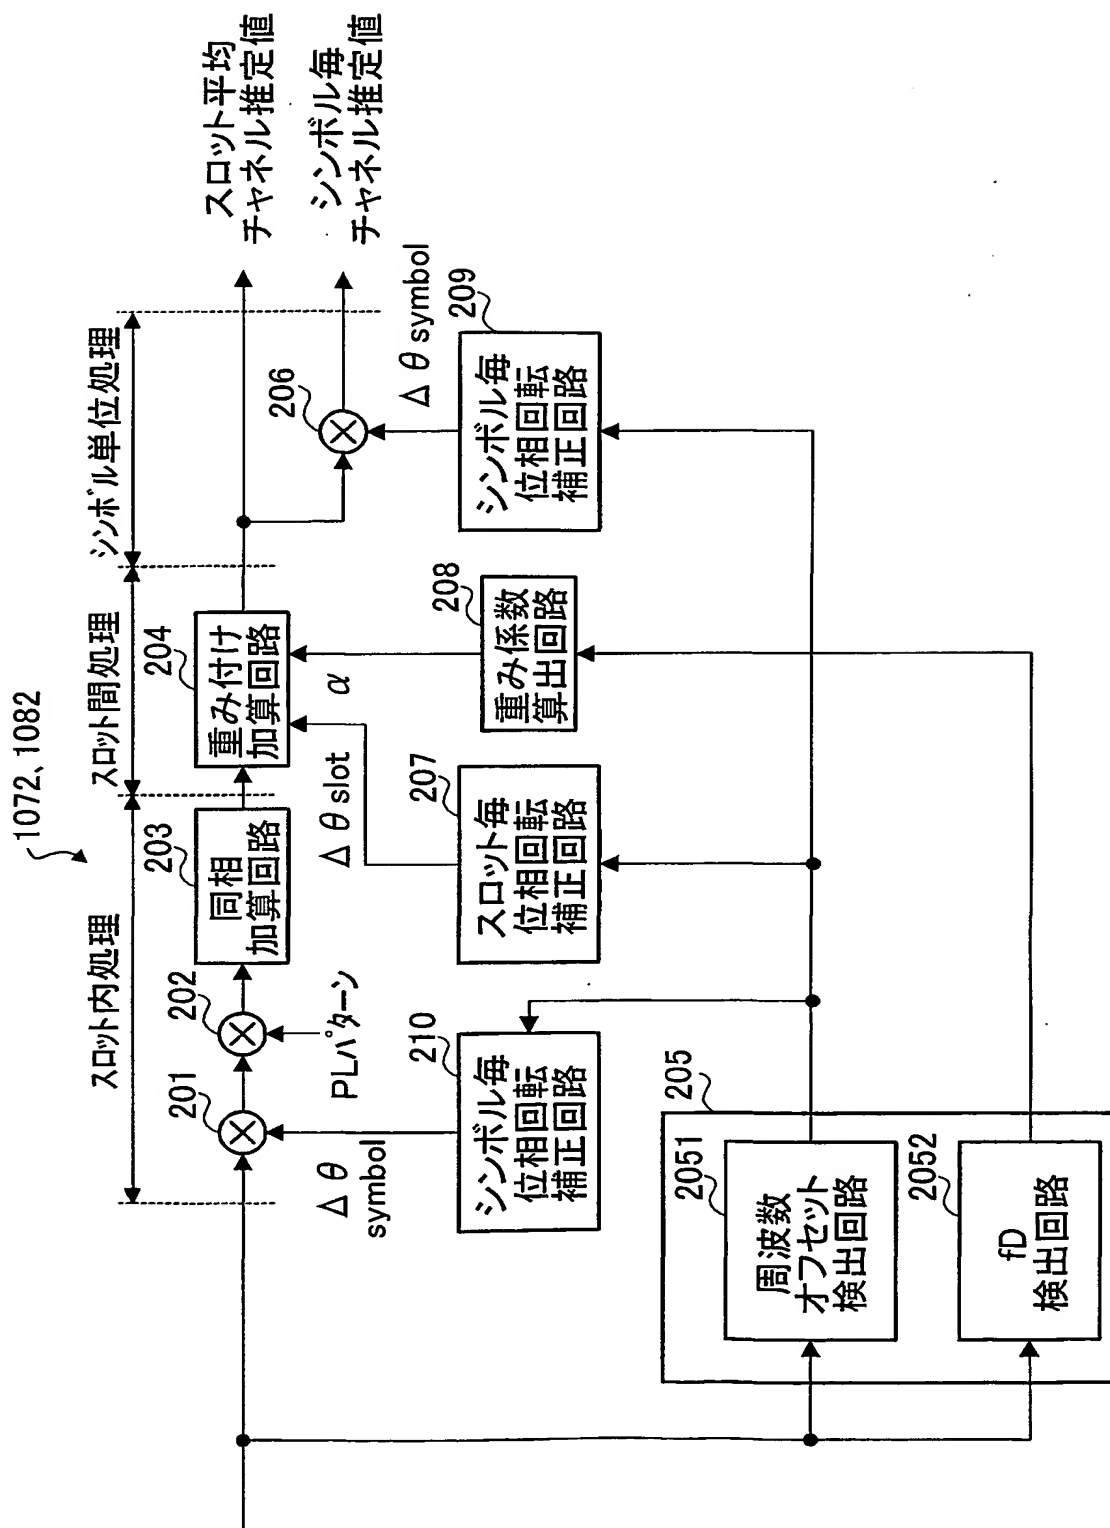 1072、1082
スロット内処理
スロット間処理
シンボル単位処理
201
202
203
同相
加算回路
204
重み付け
加算回路
スロット平均
チャネル推定値
シンボル毎
チャネル推定値
206
Δθ
symbol
PLパターン
Δθ slot
α
Δθ symbol
210
シンボル毎
位相回転
補正回路
207
スロット毎
位相回転
補正回路
208
重み係数
算出回路
209
シンボル毎
位相回転
補正回路
205
2051
周波数
オフセット
検出回路
2052
fD
検出回路